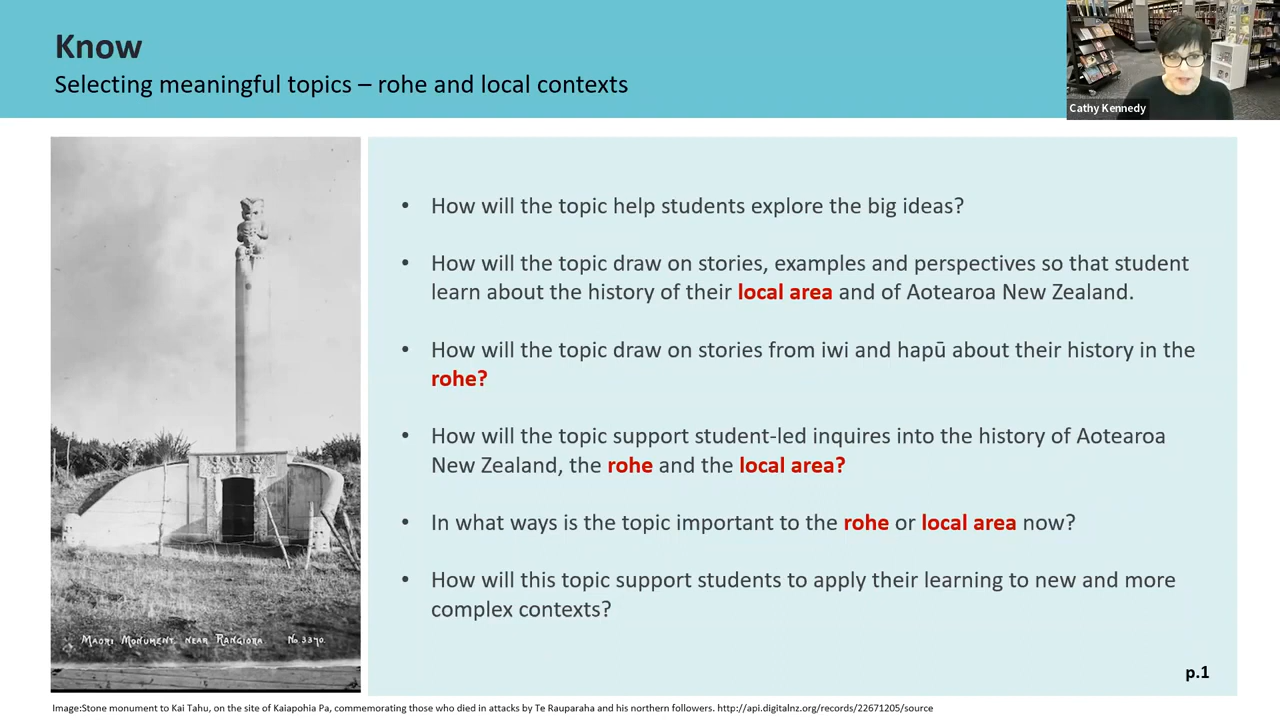 Know
Selecting meaningful topics – rohe and local contexts
Cathy Kennedy
• How will the topic help students explore the big ideas?
• How will the topic draw on stories, examples and perspectives so that student
learn about the history of their local area and of Aotearoa New Zealand.
• How will the topic draw on stories from iwi and hapū about their history in the
rohe?
• How will the topic support student-led inquires into the history of Aotearoa
New Zealand, the rohe and the local area?
• In what ways is the topic important to the rohe or local area now?
• How will this topic support students to apply their learning to new and more
complex contexts?
MAORI MONUMENT. NEAR RANGIORA No.3370.
p.1
Image:Stone monument to Kai Tahu, on the site of Kaiapohia Pa, commemorating those who died in attacks by Te Rauparaha and his northern followers. http://api.digitalnz.org/records/22671205/source